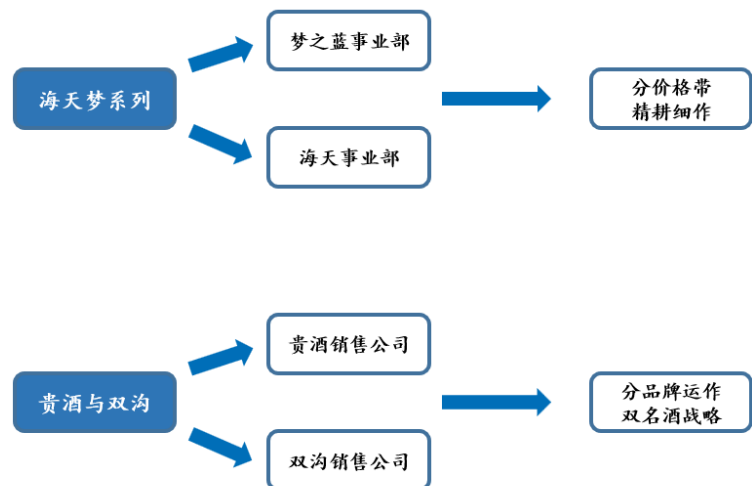 梦之蓝事业部
海天梦系列
分价格带
精耕细作
海天事业部
贵酒销售公司
贵酒与双沟
分品牌运作
双名酒战略
双沟销售公司